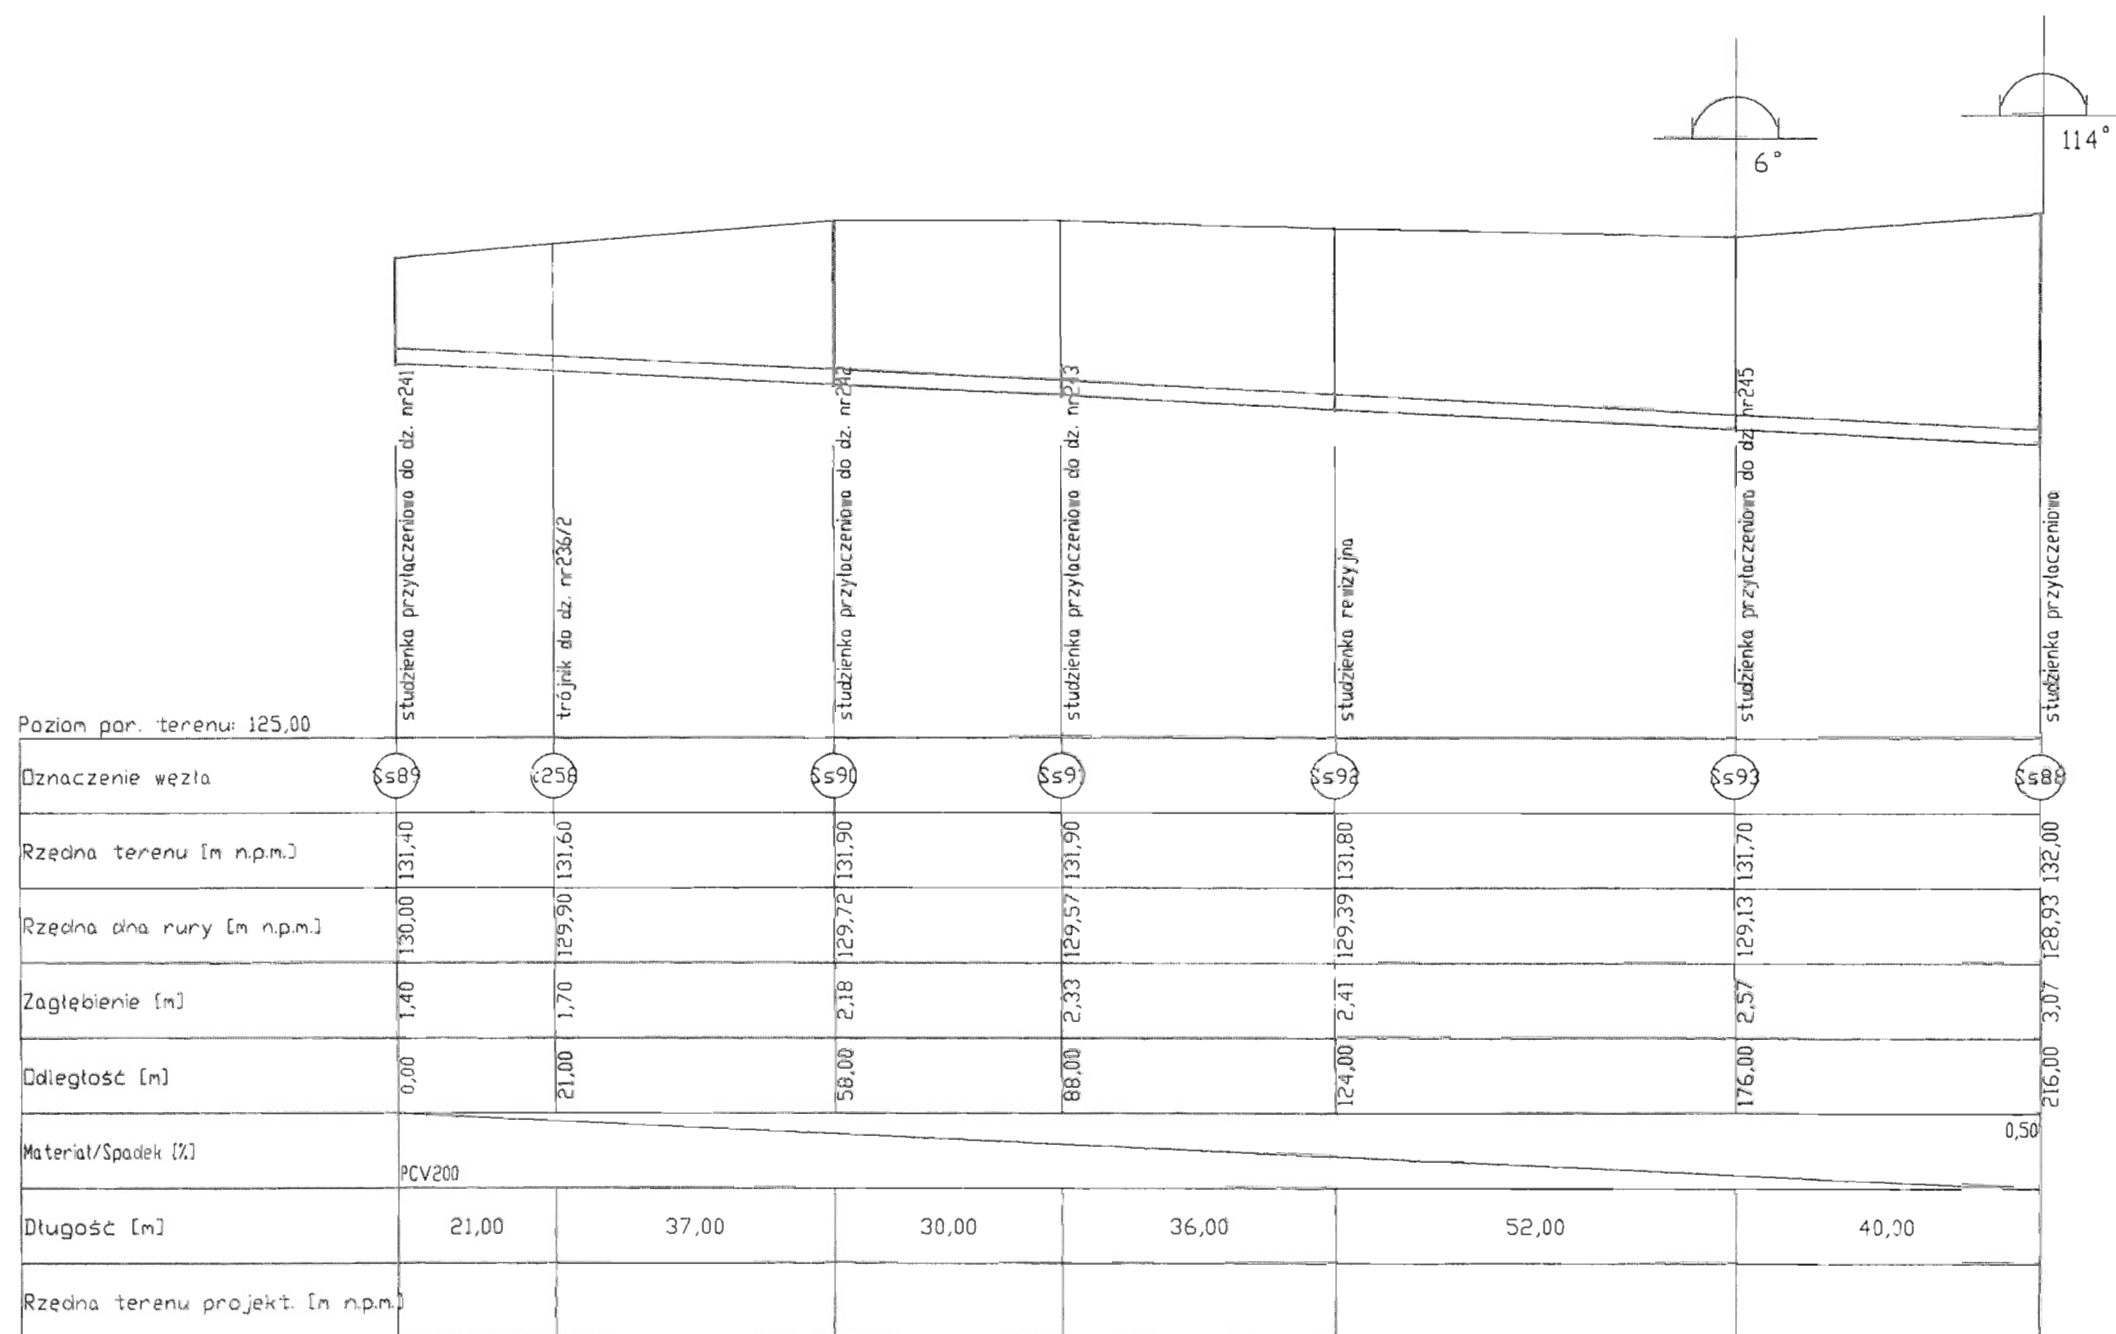 114°
6°
studzienka przyłączeniowa do dz. nr241
trójnik do dz. nr236/2
studzienka przyłączeniowa do dz. nr242
studzienka przyłączeniowa do dz. nr243
studzienka rewizyjna
studzienka przyłączeniowa do dz. nr245
studzienka przyłączeniowa
Poziom por. terenu: 125,00
Oznaczenie węzła Ss89 t258 Ss90 Ss91 Ss92 Ss93 Ss88
Rzędna terenu [m n.p.m.] 131,40 131,60 131,90 131,90 131,80 131,70 132,00
Rzędna dna rury [m n.p.m.] 130,00 129,90 129,72 129,57 129,39 129,13 128,93
Zagłębienie [m] 1,40 1,70 2,18 2,33 2,41 2,57 3,07
Odległość [m] 0,00 21,00 58,00 88,00 124,00 176,00 216,00
Materiał/Spadek [%] PCV200 0,50
Długość [m] 21,00 37,00 30,00 36,00 52,00 40,00
Rzędna terenu projekt. [m n.p.m.]